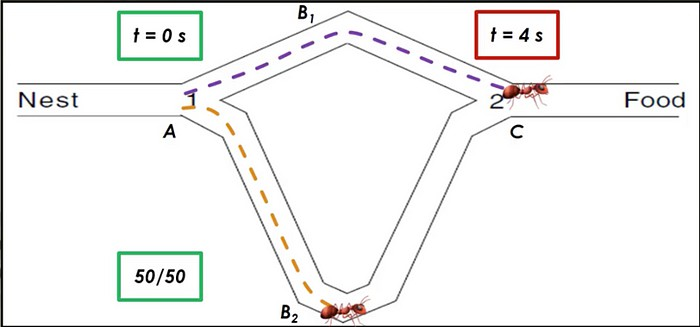 B₁
t = 0 s
t = 4 s
Nest
1
2
Food
A
C
50/50
B₂